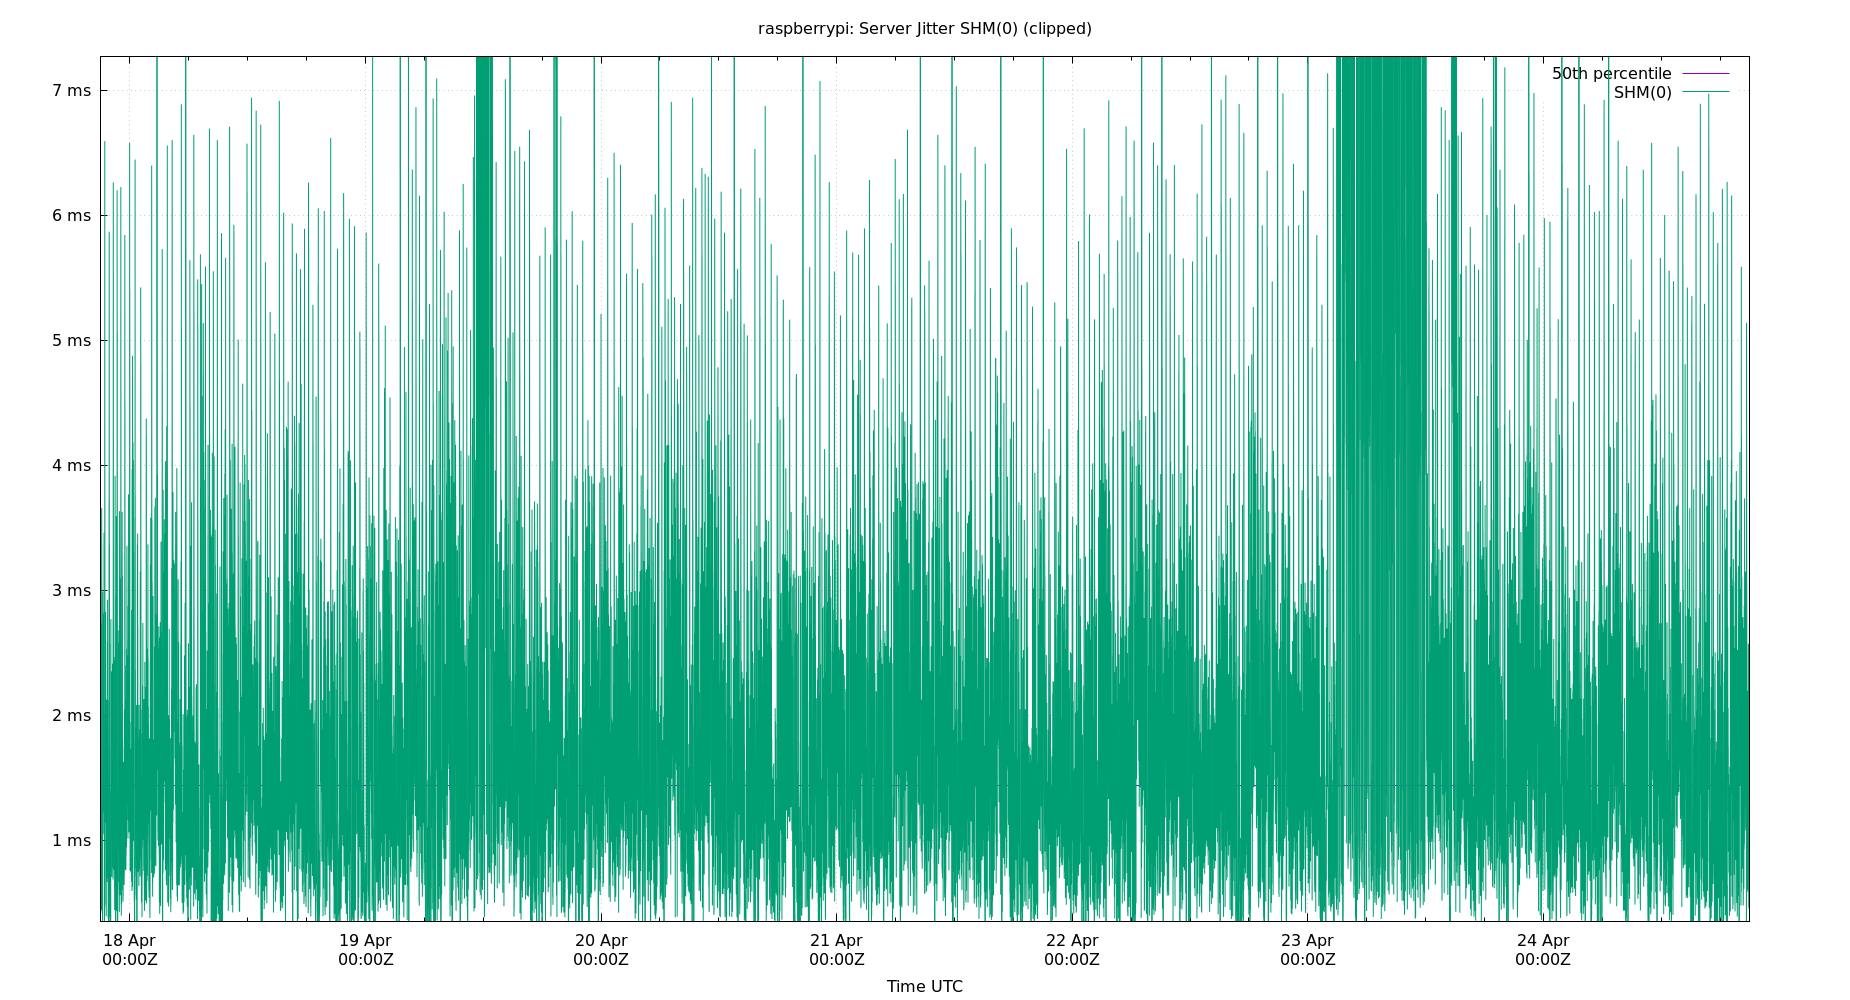 raspberrypi: Server Jitter SHM(0) (clipped)
50th percentile
SHM(0)
7 ms
6 ms
5 ms
4 ms
3 ms
2 ms
1 ms
18 Apr 19 Apr 20 Apr 21 Apr 22 Apr 23 Apr 24 Apr
00:00Z 00:00Z 00:00Z 00:00Z 00:00Z 00:00Z 00:00Z
Time UTC